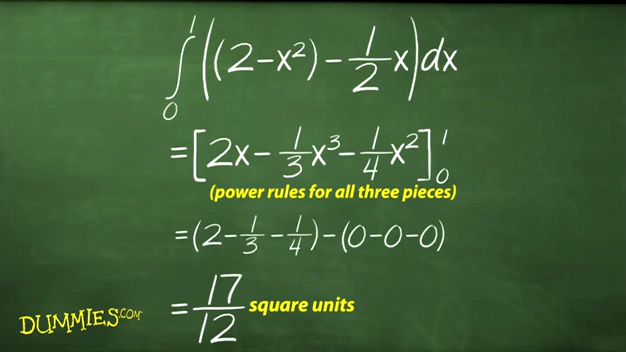 ∫₀¹ ((2−x²) − 1/2 x) dx
= [2x − 1/3 x³ − 1/4 x²]₀¹
(power rules for all three pieces)
= (2 − 1/3 − 1/4) − (0−0−0)
= 17/12 square units
DUMMIES.COM